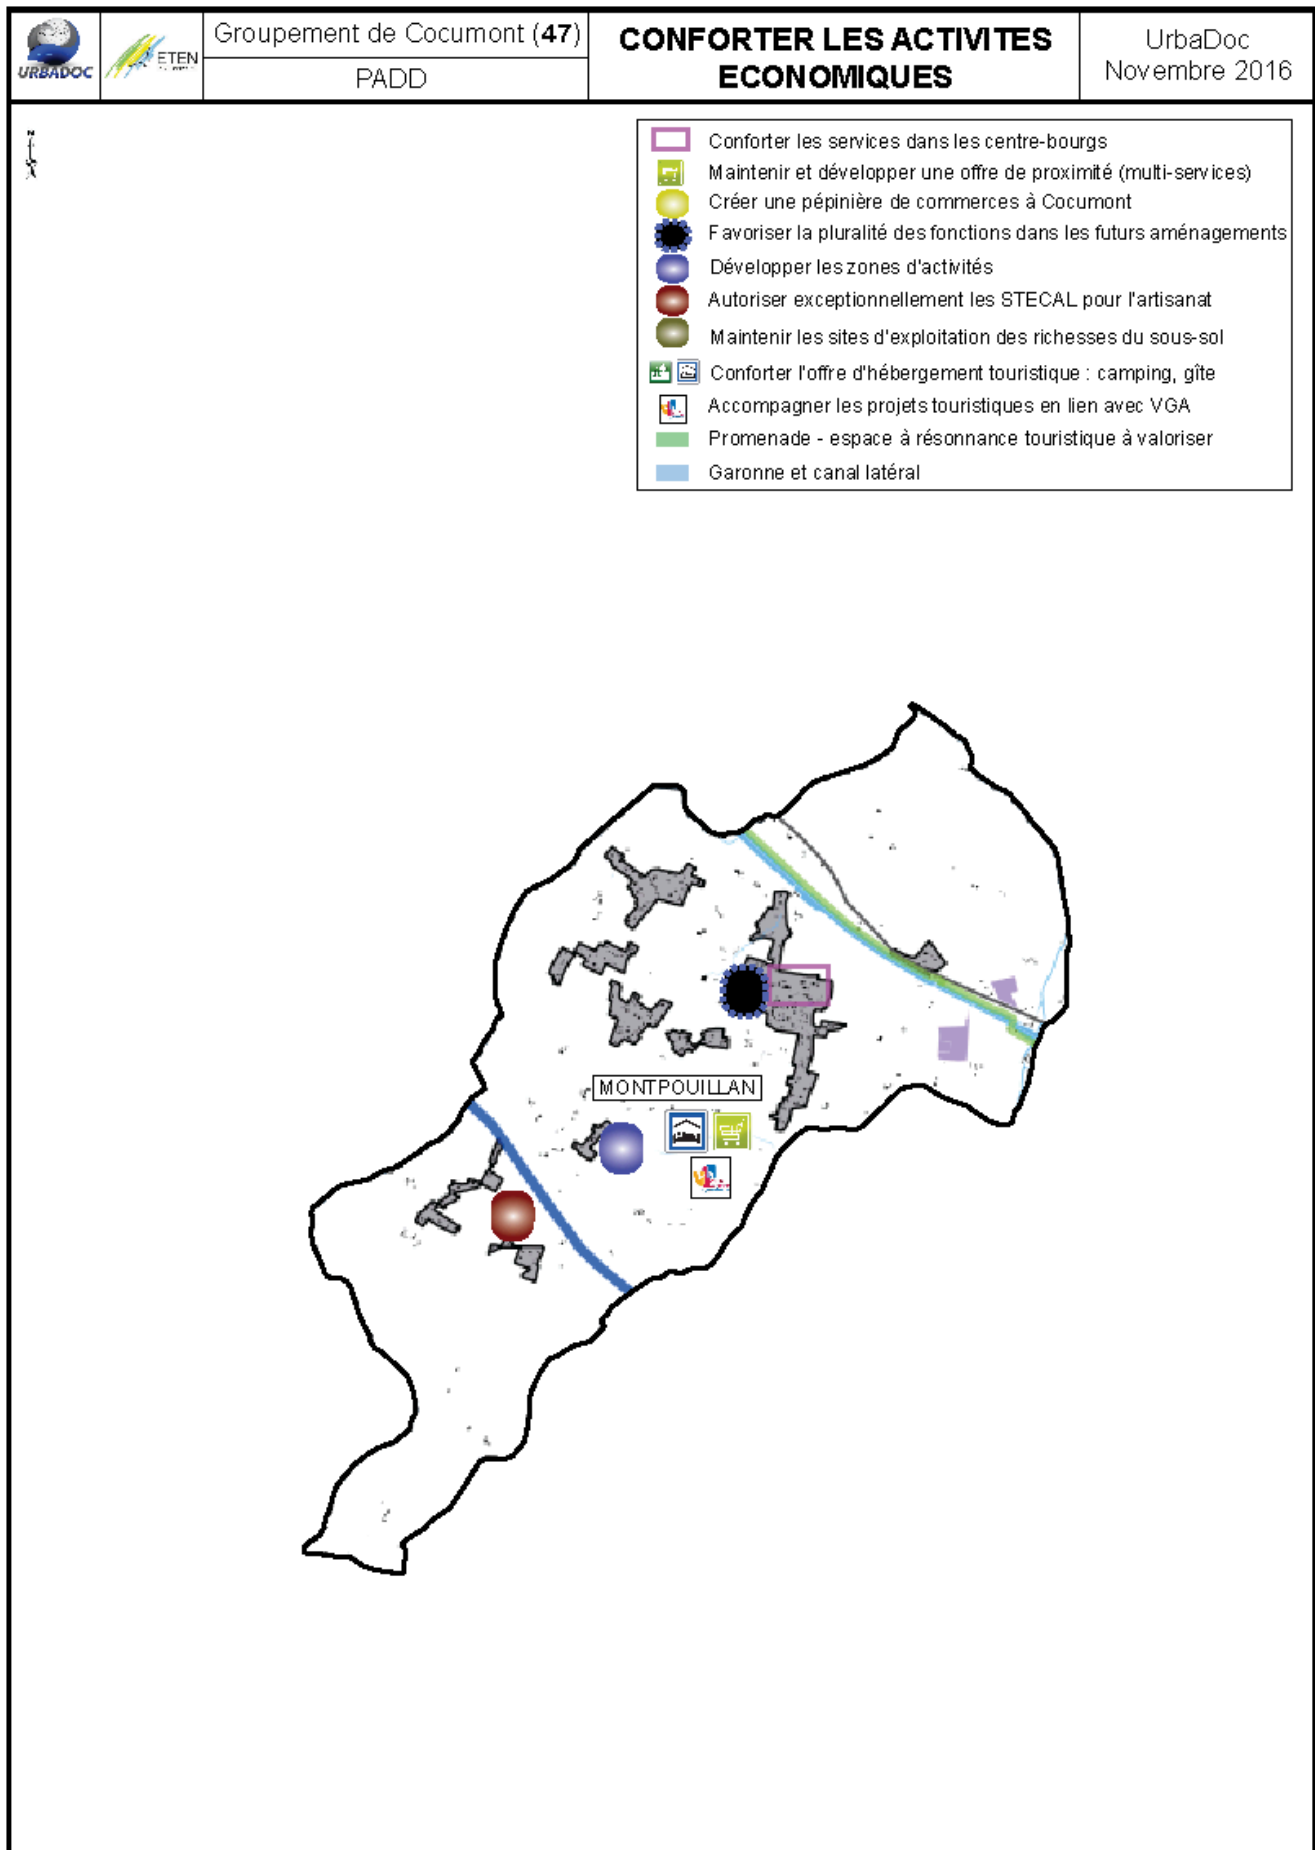 URBADOC
ETEN
Groupement de Cocumont (47)
PADD
CONFORTER LES ACTIVITES
ECONOMIQUES
UrbaDoc
Novembre 2016
N
Conforter les services dans les centre-bourgs
Maintenir et développer une offre de proximité (multi-services)
Créer une pépinière de commerces à Cocumont
Favoriser la pluralité des fonctions dans les futurs aménagements
Développer les zones d'activités
Autoriser exceptionnellement les STECAL pour l'artisanat
Maintenir les sites d'exploitation des richesses du sous-sol
Conforter l'offre d'hébergement touristique : camping, gîte
Accompagner les projets touristiques en lien avec VGA
Promenade - espace à résonnance touristique à valoriser
Garonne et canal latéral
MONTPOUILLAN